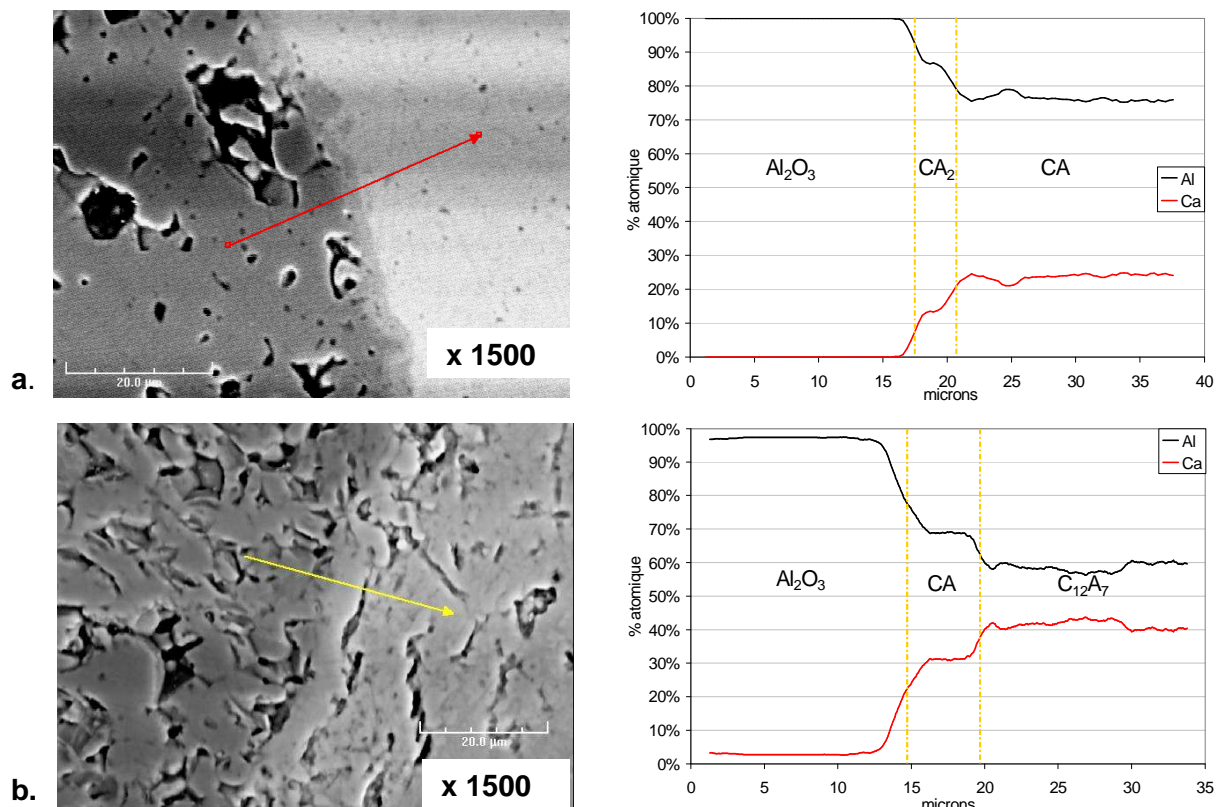 a.
20.0 µm
x 1500
100%
90%
80%
70%
60%
50%
40%
30%
20%
10%
0%
% atomique
Al₂O₃
CA₂
CA
Al
Ca
0 5 10 15 20 25 30 35 40
microns
b.
20.0 µm
x 1500
100%
90%
80%
70%
60%
50%
40%
30%
20%
10%
0%
% atomique
Al₂O₃
CA
C₁₂A₇
Al
Ca
0 5 10 15 20 25 30 35
microns